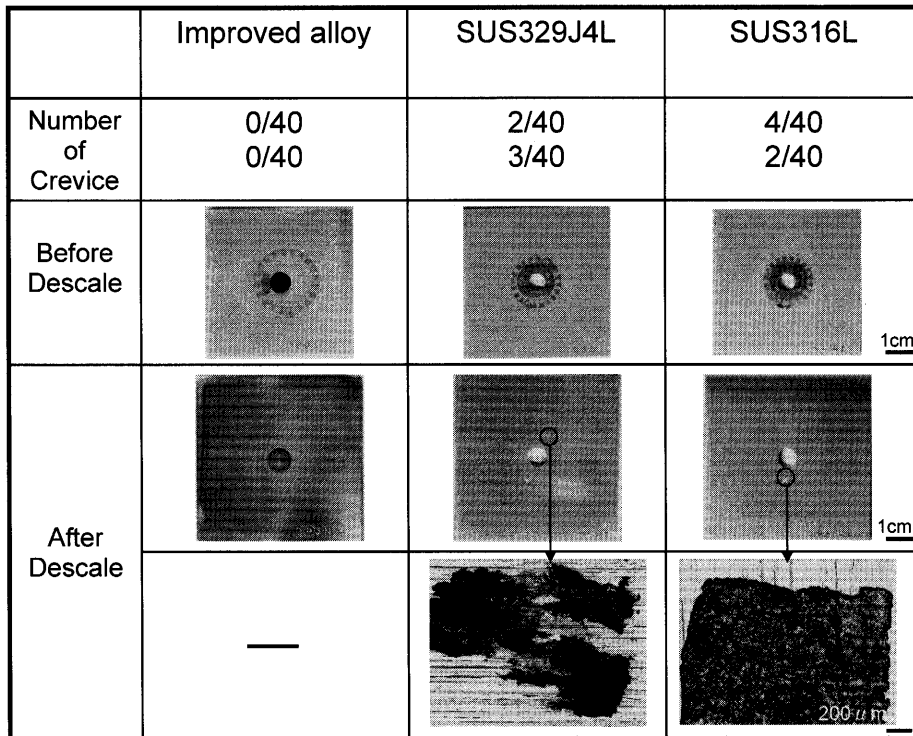 Improved alloy
SUS329J4L
SUS316L
Number
of
Crevice
0/40
0/40
2/40
3/40
4/40
2/40
Before
Descale
1cm
After
Descale
1cm
200μm